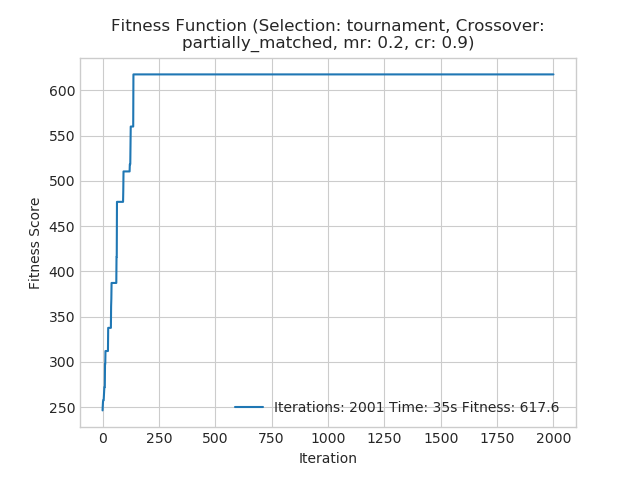 Fitness Function (Selection: tournament, Crossover:
partially_matched, mr: 0.2, cr: 0.9)
Fitness Score
600
550
500
450
400
350
300
250
Iterations: 2001 Time: 35s Fitness: 617.6
0 250 500 750 1000 1250 1500 1750 2000
Iteration